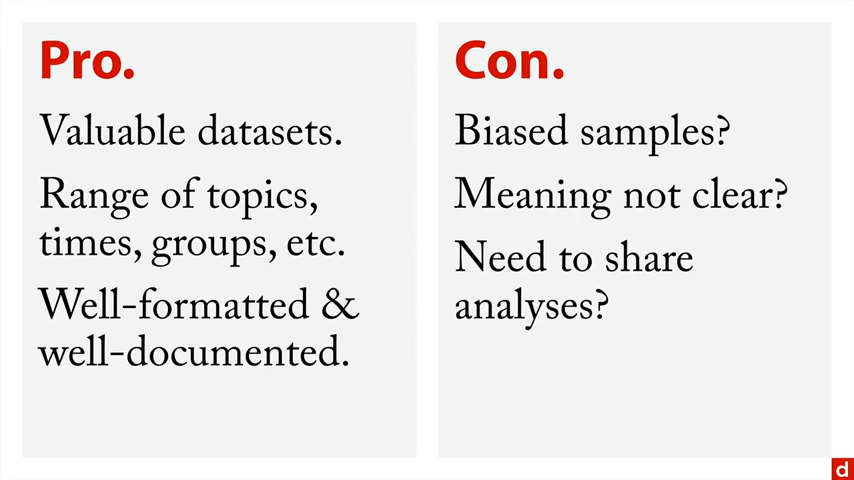 Pro.
Valuable datasets.
Range of topics,
times, groups, etc.
Well-formatted &
well-documented.
Con.
Biased samples?
Meaning not clear?
Need to share
analyses?
d